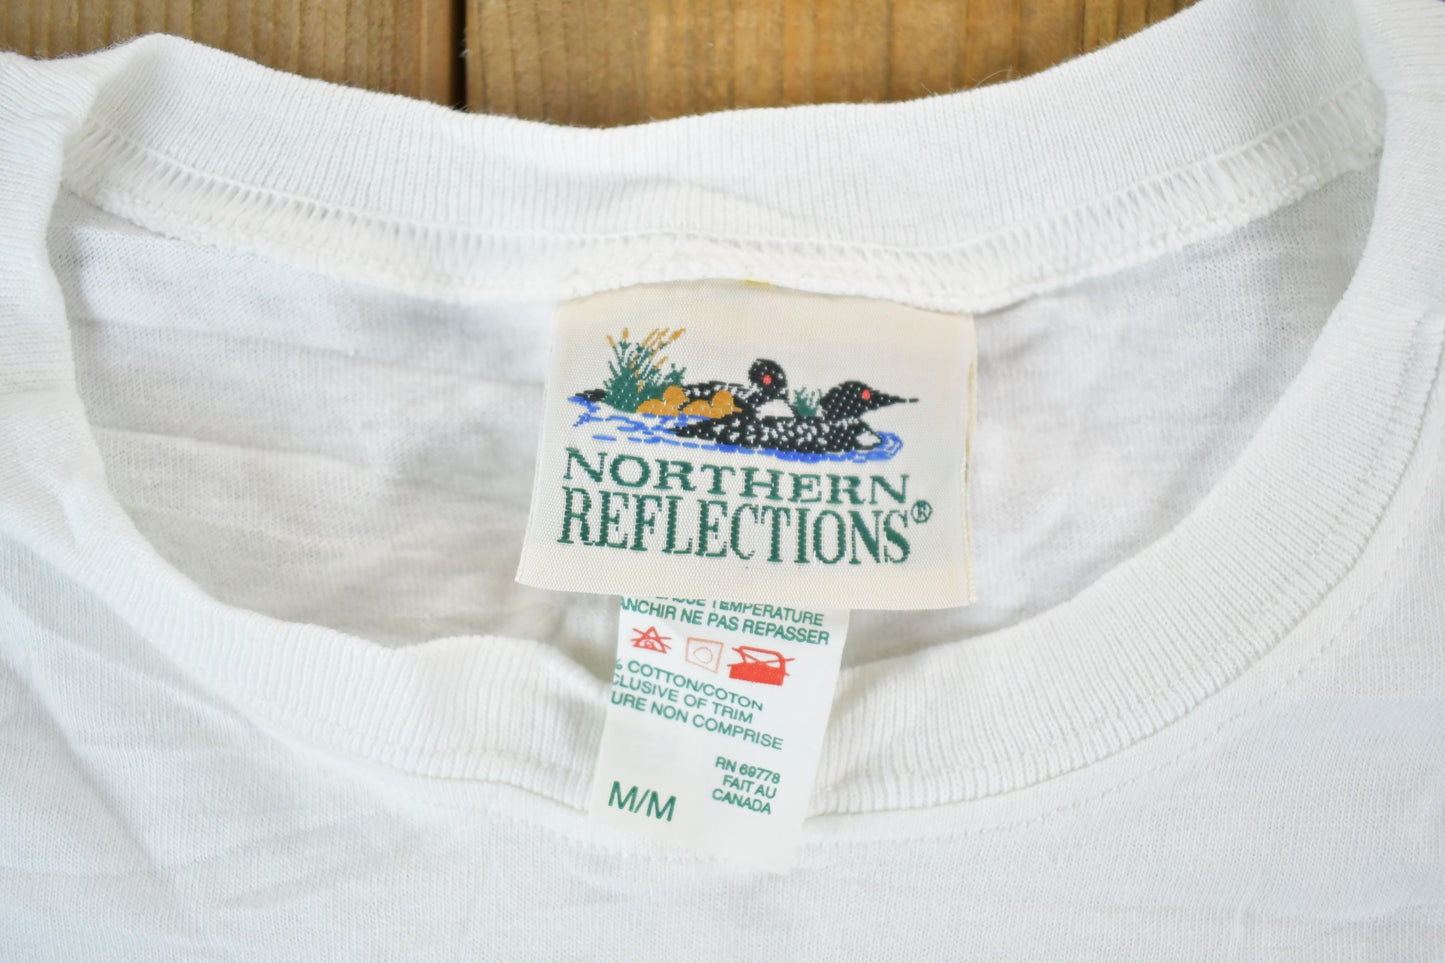 NORTHERN
REFLECTIONS®
TEMPERATURE
ANCHIR NE PAS REPASSER
% COTTON/COTON
CLUSIVE OF TRIM
URE NON COMPRISE
RN 69778
FAIT AU
CANADA
M/M